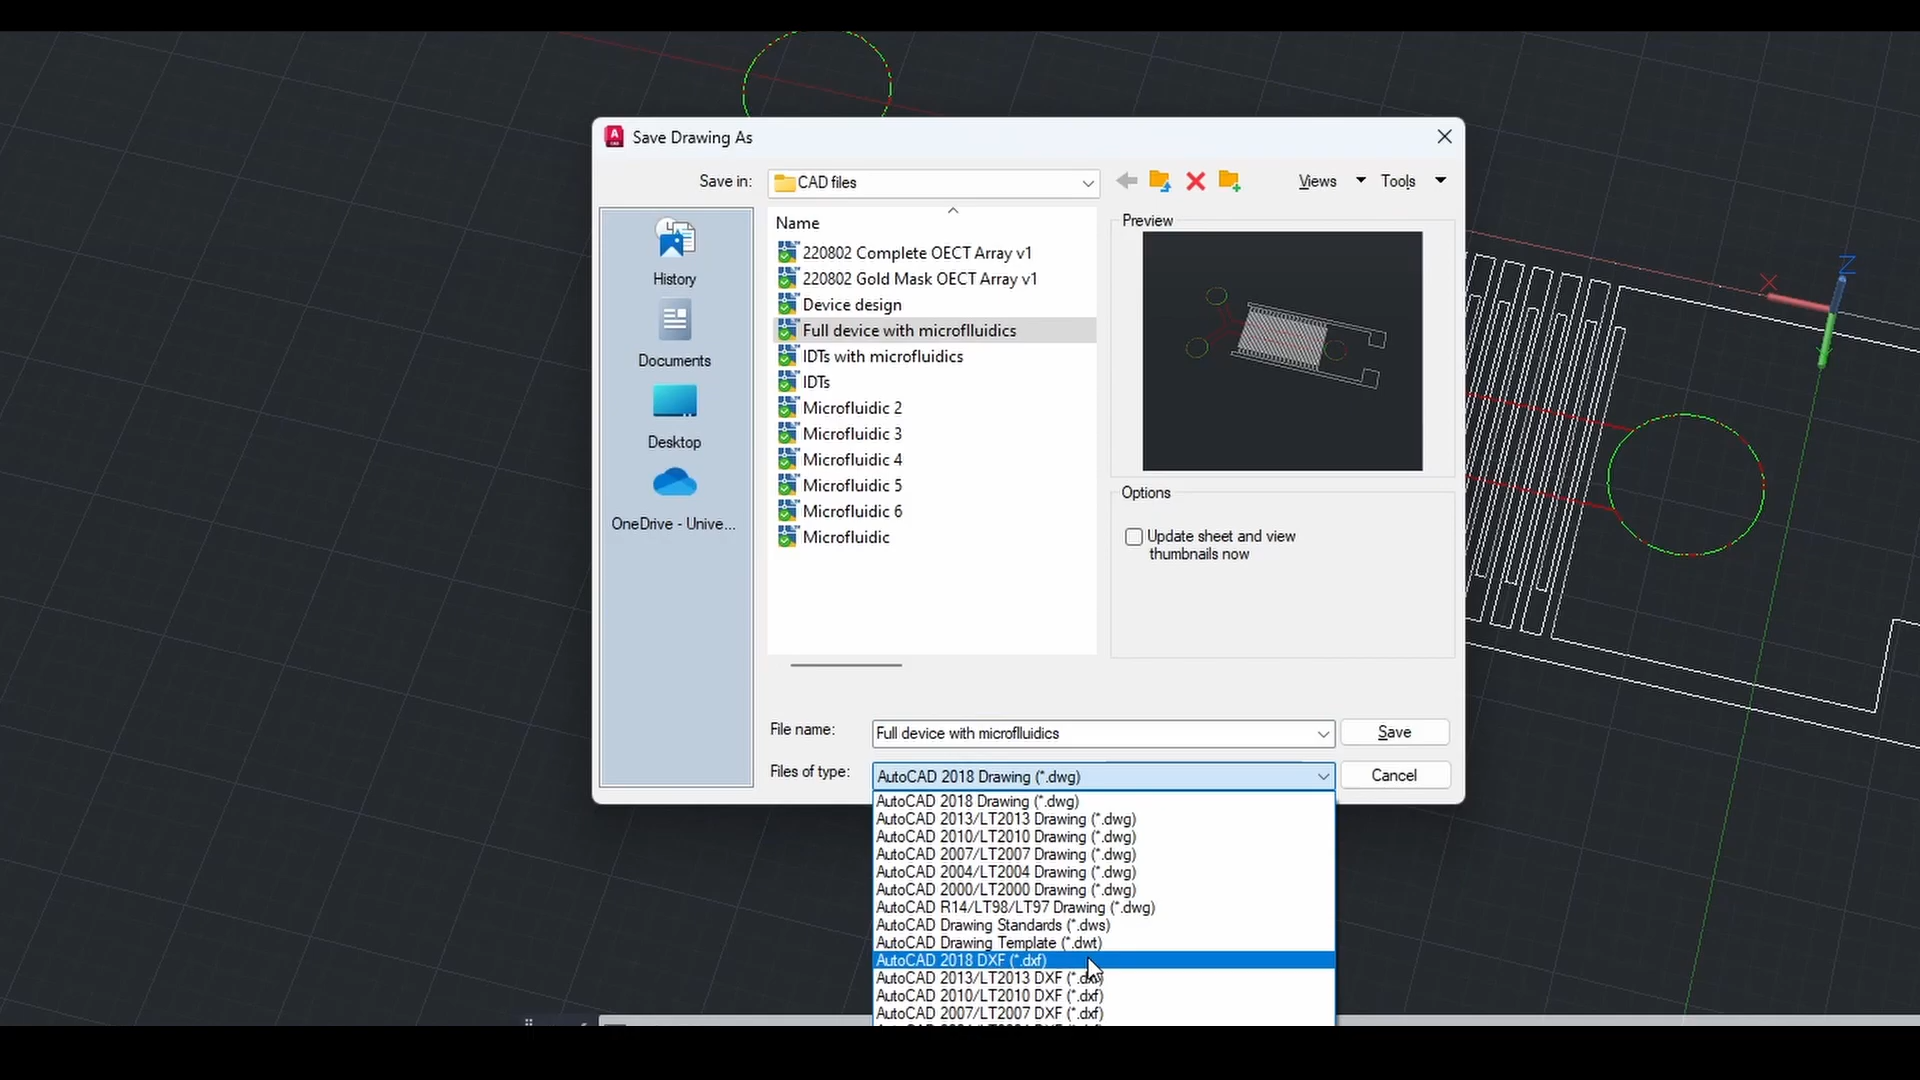 Save Drawing As
Save in:
CAD files
Views
Tools
History
Documents
Desktop
OneDrive - Unive...
Name
220802 Complete OECT Array v1
220802 Gold Mask OECT Array v1
Device design
Full device with microflluidics
IDTs with microfluidics
IDTs
Microfluidic 2
Microfluidic 3
Microfluidic 4
Microfluidic 5
Microfluidic 6
Microfluidic
Preview
Options
Update sheet and view
thumbnails now
File name:
Full device with microflluidics
Save
Files of type:
AutoCAD 2018 Drawing (*.dwg)
Cancel
AutoCAD 2018 Drawing (*.dwg)
AutoCAD 2013/LT2013 Drawing (*.dwg)
AutoCAD 2010/LT2010 Drawing (*.dwg)
AutoCAD 2007/LT2007 Drawing (*.dwg)
AutoCAD 2004/LT2004 Drawing (*.dwg)
AutoCAD 2000/LT2000 Drawing (*.dwg)
AutoCAD R14/LT98/LT97 Drawing (*.dwg)
AutoCAD Drawing Standards (*.dws)
AutoCAD Drawing Template (*.dwt)
AutoCAD 2018 DXF (*.dxf)
AutoCAD 2013/LT2013 DXF (*.dxf)
AutoCAD 2010/LT2010 DXF (*.dxf)
AutoCAD 2007/LT2007 DXF (*.dxf)
X
Z